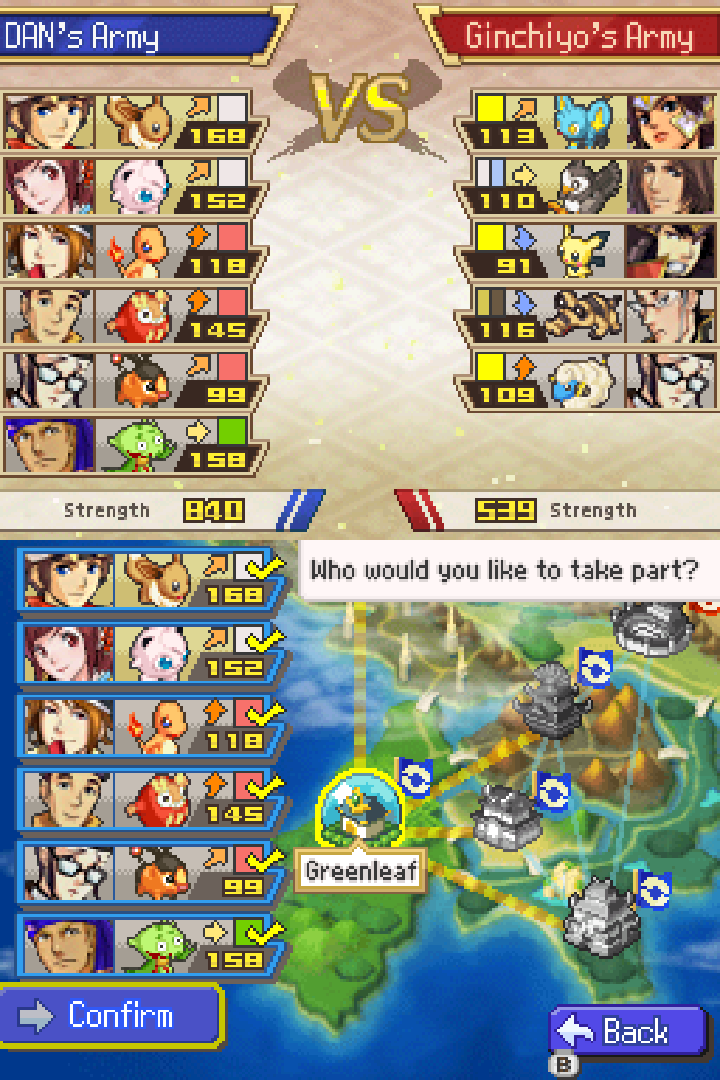 DAN's Army
Ginchiyo's Army
VS
168
113
152
110
118
91
145
116
99
109
158
Strength 840
539 Strength
Who would you like to take part?
168
152
118
145
99
158
Greenleaf
Confirm
Back
B